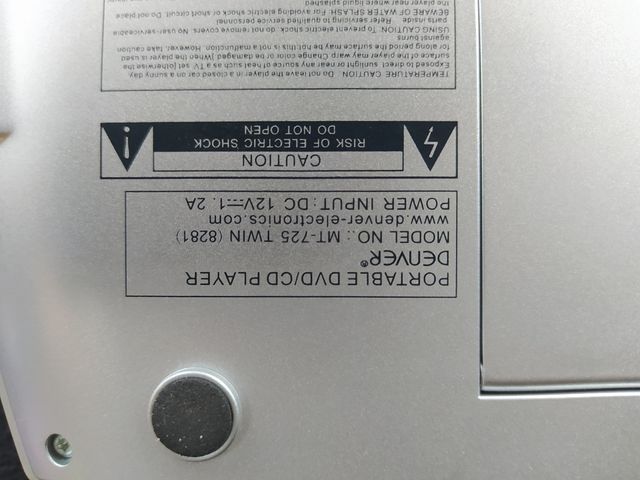 PORTABLE DVD/CD PLAYER
DENVER®
MODEL NO.: MT-725 TWIN (8281)
www.denver-electronics.com
POWER INPUT: DC 12V⎓1.2A
CAUTION
RISK OF ELECTRIC SHOCK
DO NOT OPEN
TEMPERATURE CAUTION. Do not leave the player in a closed car on a sunny day
Exposed to direct sunlight or near any source of heat such as a TV set [otherwise the
surface of the player may warp. Change color or be damaged. [When the player is used
for along period the surface may be hot this is not a malfunction. However, take caution
against burns
USING CAUTION. To prevent electric shock, do not remove covers. No user-serviceable
parts inside. Refer servicing to qualified service personnel
BEWARE OF WATER SPLASH: For avoiding electric shock or short circuit, do not place
the player near where liquid splashes